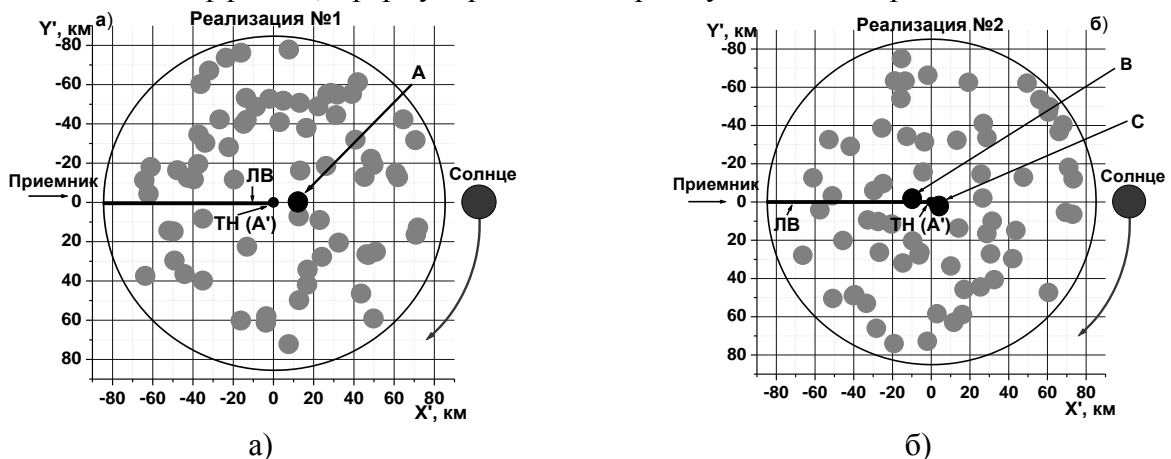 Реализация №1
а)
Y', км
-80
-60
-40
-20
0
20
40
60
80
А
ЛВ
Приемник
Солнце
ТН (А')
-80 -60 -40 -20 0 20 40 60 80
X', км
а)
Реализация №2
б)
Y', км
-80
-60
-40
-20
0
20
40
60
80
В
С
Приемник
Солнце
ЛВ
ТН (А')
-80 -60 -40 -20 0 20 40 60 80
X', км
б)